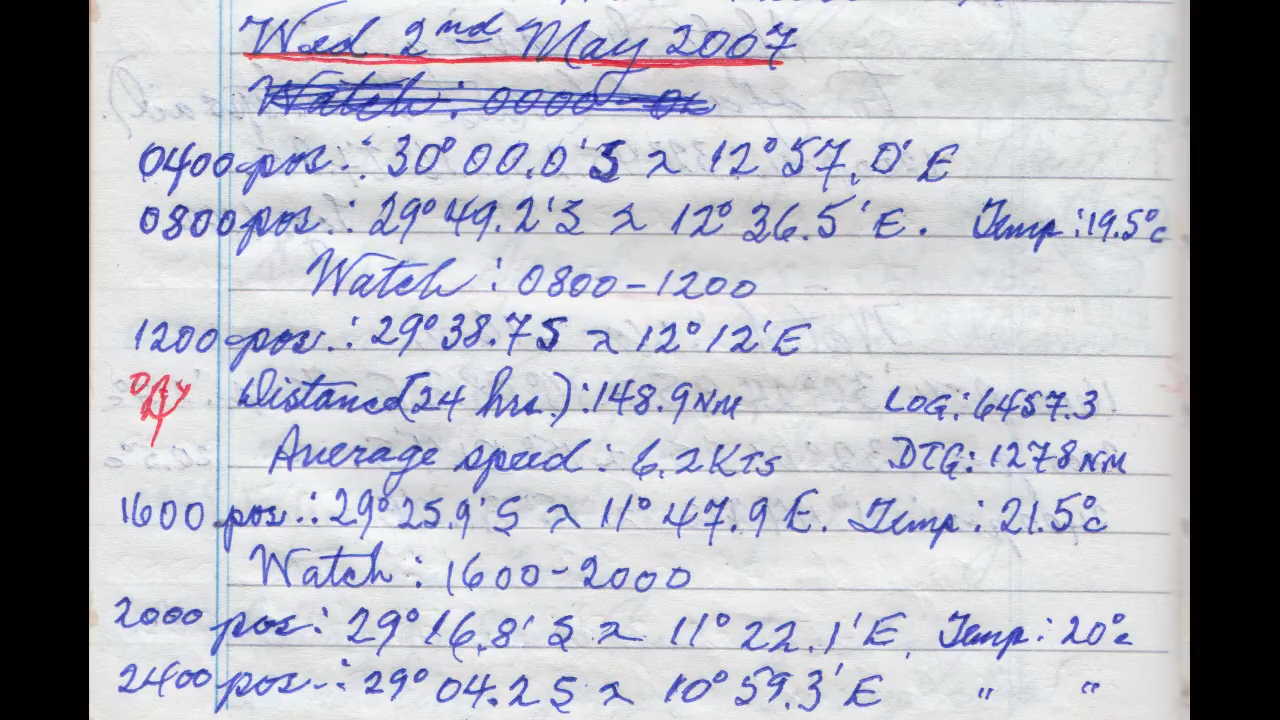 Wed 2nd May 2007
Watch: 0000-04
0400 pos.: 30° 00.0'S λ 12° 57.0' E
0800 pos.: 29° 49.2'S λ 12° 36.5' E. Temp: 19.5°c
Watch: 0800-1200
1200 pos.: 29° 38.7S λ 12° 12' E
Distance (24 hrs.): 148.9NM LOG: 6457.3
Average speed: 6.2 KTS DTG: 1278NM
1600 pos.: 29° 25.9' S λ 11° 47.9 E. Temp: 21.5°c
Watch: 1600-2000
2000 pos: 29° 16.8' S λ 11° 22.1' E, Temp: 20°c
2400 pos.: 29° 04.2S λ 10° 59.3' E " "